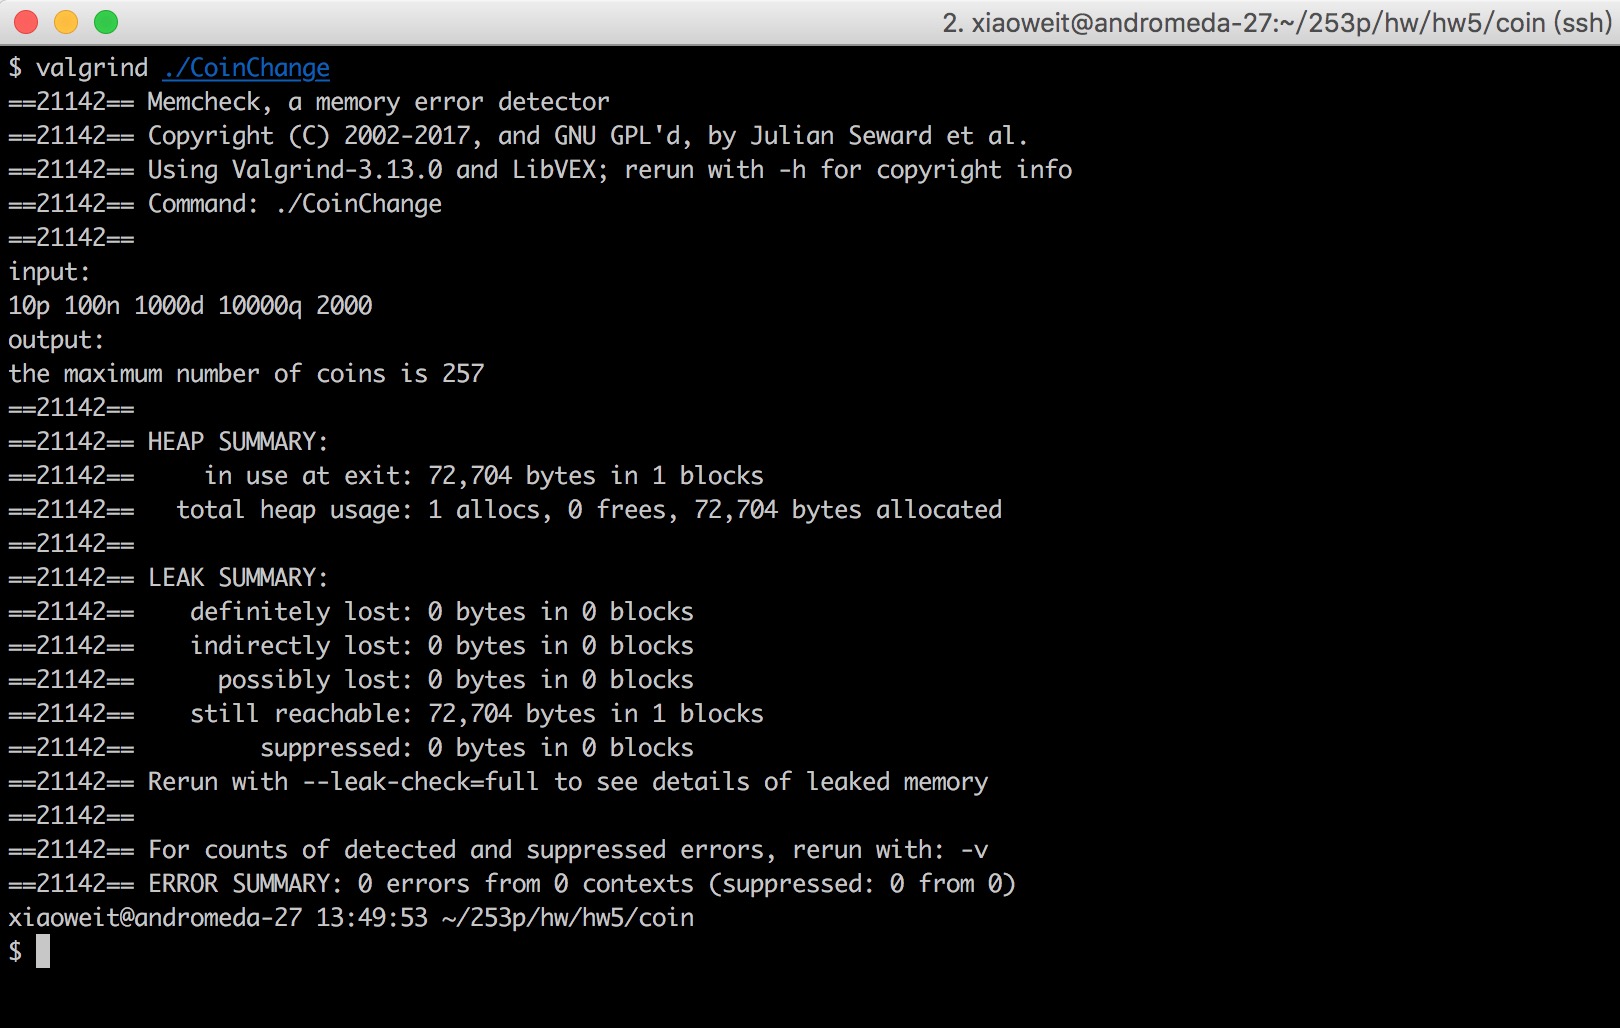 2. xiaoweit@andromeda-27:~/253p/hw/hw5/coin (ssh)
$ valgrind ./CoinChange
==21142== Memcheck, a memory error detector
==21142== Copyright (C) 2002-2017, and GNU GPL'd, by Julian Seward et al.
==21142== Using Valgrind-3.13.0 and LibVEX; rerun with -h for copyright info
==21142== Command: ./CoinChange
==21142==
input:
10p 100n 1000d 10000q 2000
output:
the maximum number of coins is 257
==21142==
==21142== HEAP SUMMARY:
==21142==     in use at exit: 72,704 bytes in 1 blocks
==21142==   total heap usage: 1 allocs, 0 frees, 72,704 bytes allocated
==21142==
==21142== LEAK SUMMARY:
==21142==    definitely lost: 0 bytes in 0 blocks
==21142==    indirectly lost: 0 bytes in 0 blocks
==21142==      possibly lost: 0 bytes in 0 blocks
==21142==    still reachable: 72,704 bytes in 1 blocks
==21142==         suppressed: 0 bytes in 0 blocks
==21142== Rerun with --leak-check=full to see details of leaked memory
==21142==
==21142== For counts of detected and suppressed errors, rerun with: -v
==21142== ERROR SUMMARY: 0 errors from 0 contexts (suppressed: 0 from 0)
xiaoweit@andromeda-27 13:49:53 ~/253p/hw/hw5/coin
$